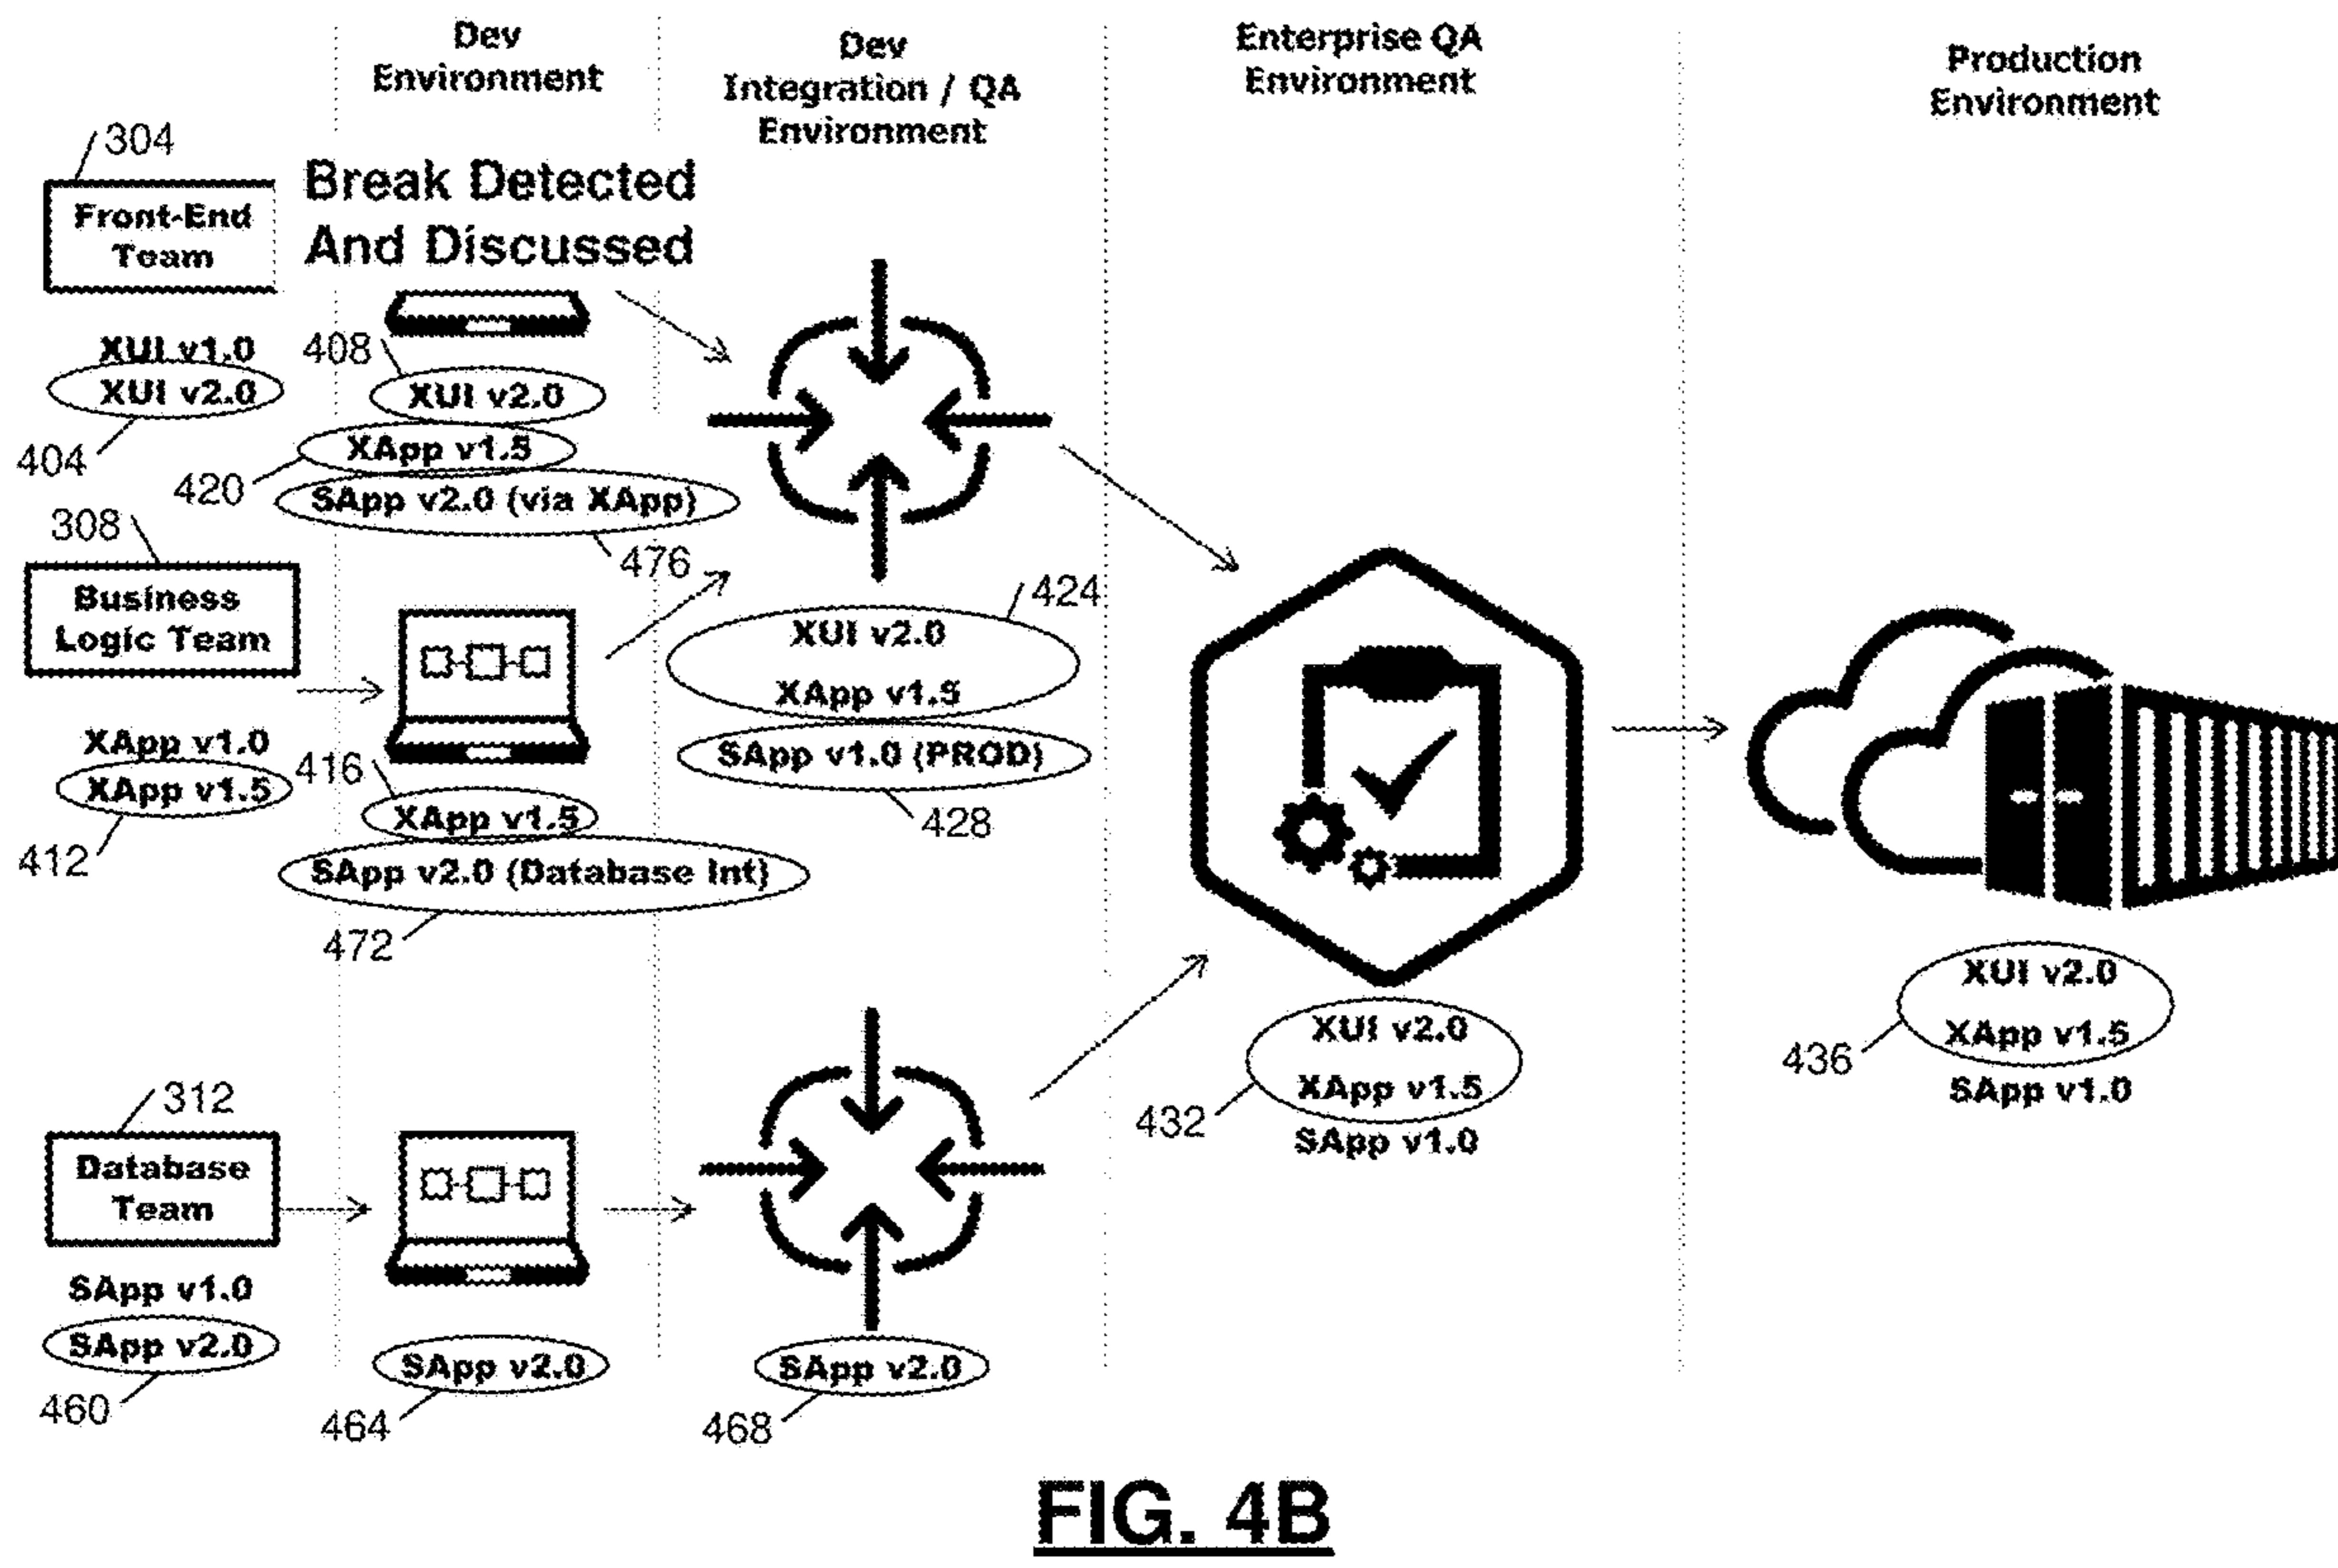 Dev
Environment
Dev
Integration / QA
Environment
Enterprise QA
Environment
Production
Environment
304
Front-End
Team
Break Detected
And Discussed
XUI v1.0
XUI v2.0
404
408
XUI v2.0
XApp v1.5
420
SApp v2.0 (via XApp)
476
308
Business
Logic Team
XApp v1.0
XApp v1.5
412
416
XApp v1.5
SApp v2.0 (Database Int)
472
424
XUI v2.0
XApp v1.5
SApp v1.0 (PROD)
428
312
Database
Team
SApp v1.0
SApp v2.0
460
SApp v2.0
464
SApp v2.0
468
XUI v2.0
XApp v1.5
432
SApp v1.0
XUI v2.0
XApp v1.5
436
SApp v1.0
FIG. 4B